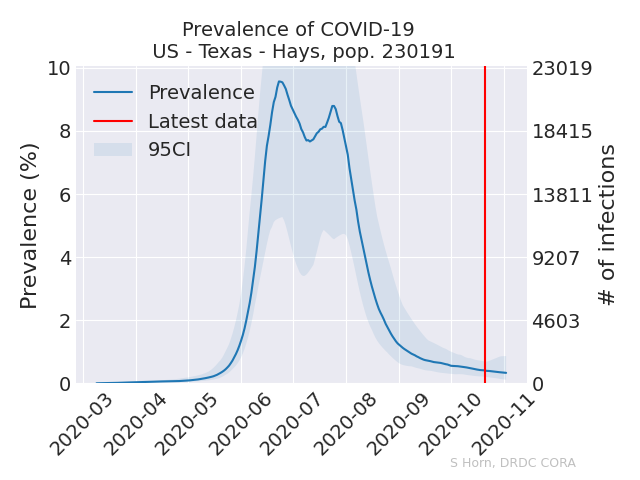 Prevalence of COVID-19
US - Texas - Hays, pop. 230191
Prevalence (%)
10
8
6
4
2
0
Prevalence
Latest data
95CI
23019
18415
13811
9207
4603
0
# of infections
2020-03
2020-04
2020-05
2020-06
2020-07
2020-08
2020-09
2020-10
2020-11
S Horn, DRDC CORA